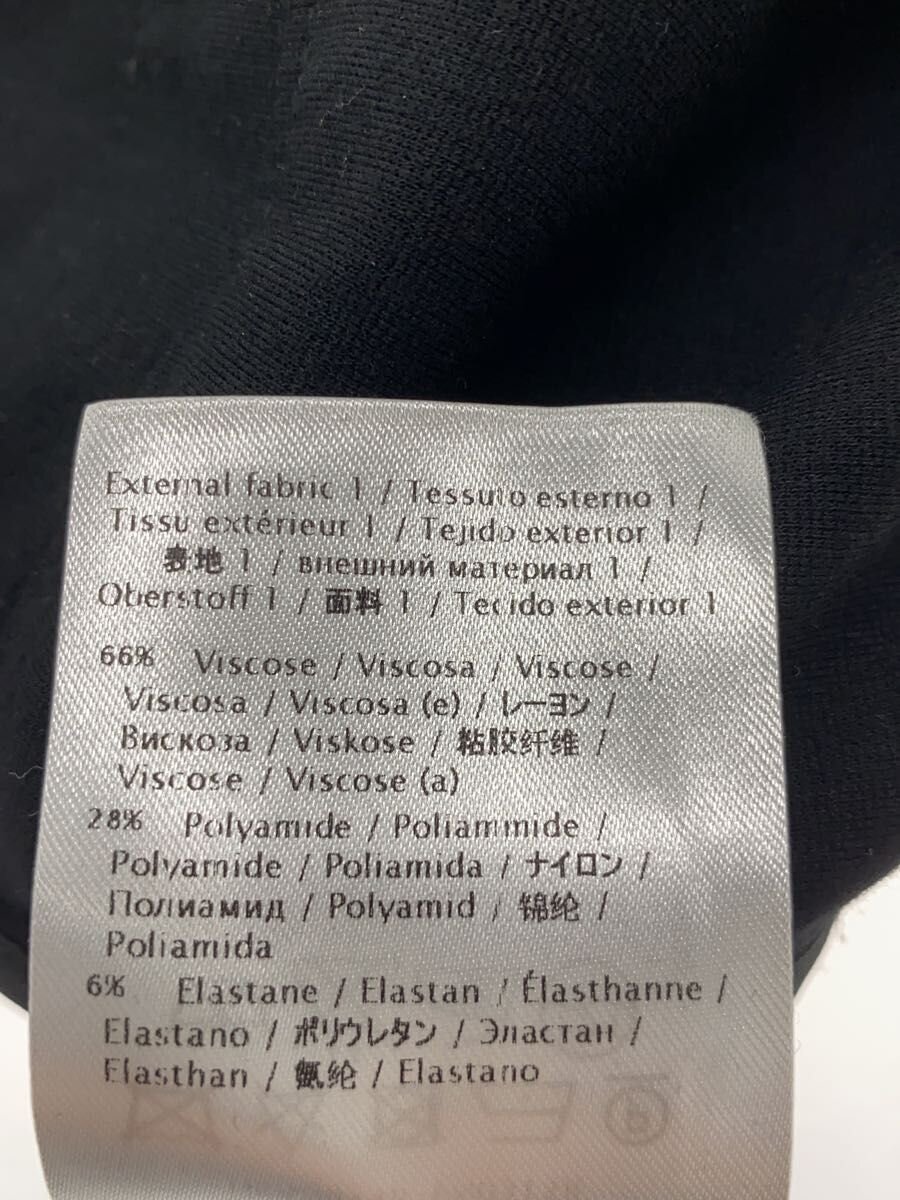 External fabric 1 / Tessuto esterno 1 /
Tissu extérieur 1 / Tejido exterior 1 /
表地 1 / внешний материал 1 /
Oberstoff 1 / 面料 1 / Tecido exterior 1
66% Viscose / Viscosa / Viscose /
Viscosa / Viscosa (e) / レーヨン /
Вискоза / Viskose / 粘胶纤维 /
Viscose / Viscose (a)
28% Polyamide / Poliammide /
Polyamide / Poliamida / ナイロン /
Полиамид / Polyamid / 锦纶 /
Poliamida
6% Elastane / Elastan / Élasthanne /
Elastano / ポリウレタン / Эластан /
Elasthan / 氨纶 / Elastano